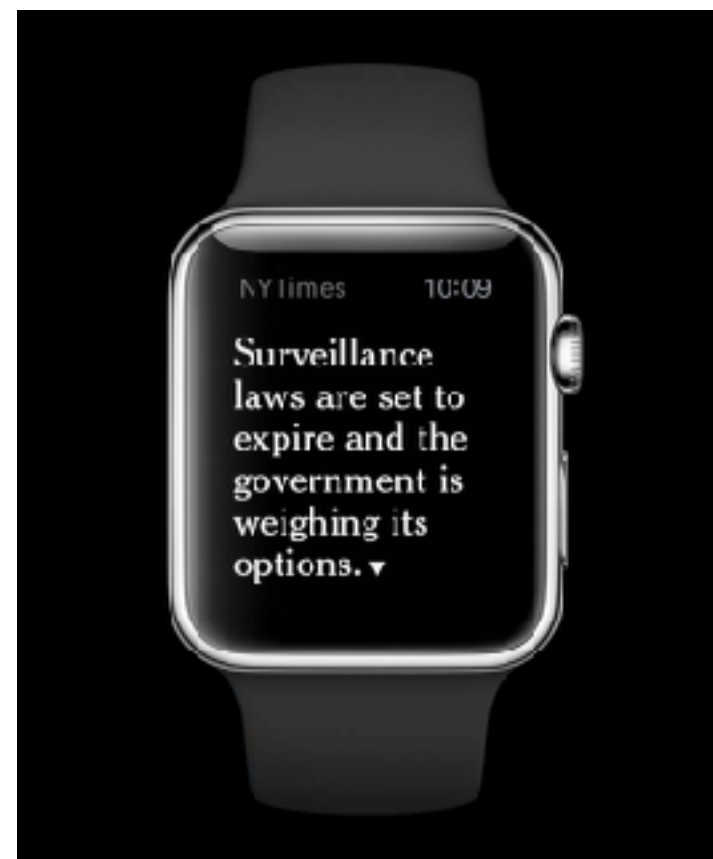 NYTimes 10:09
Surveillance
laws are set to
expire and the
government is
weighing its
options.